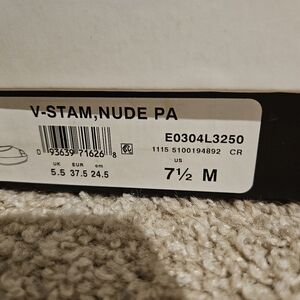 V-STAM,NUDE PA
E0304L3250
0 93639 71626 8
1115 5100194892 CR
UK EUR cm
US
5.5 37.5 24.5
7½ M